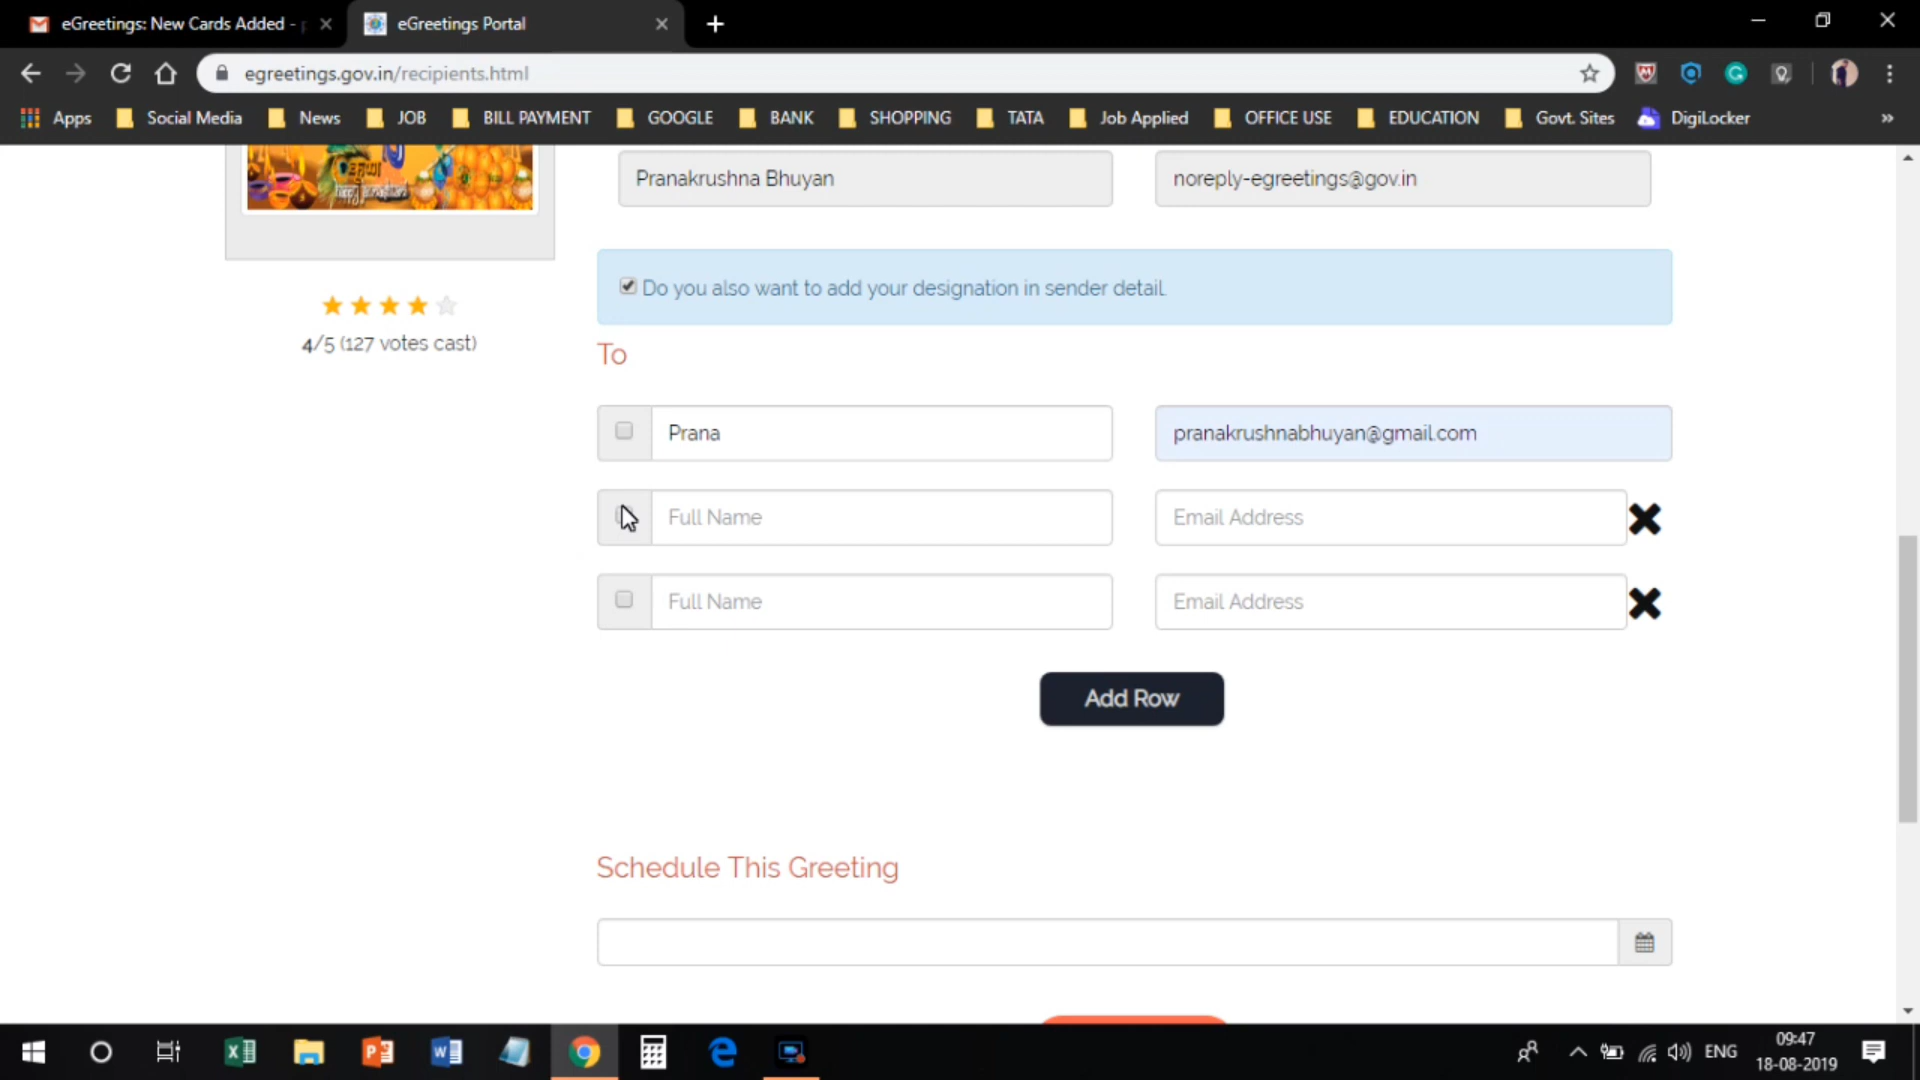 eGreetings: New Cards Added -
eGreetings Portal
egreetings.gov.in/recipients.html
Apps
Social Media
News
JOB
BILL PAYMENT
GOOGLE
BANK
SHOPPING
TATA
Job Applied
OFFICE USE
EDUCATION
Govt. Sites
DigiLocker
»
happy janmashtami
Pranakrushna Bhuyan
noreply-egreetings@gov.in
Do you also want to add your designation in sender detail.
4/5 (127 votes cast)
To
Prana
pranakrushnabhuyan@gmail.com
Full Name
Email Address
Full Name
Email Address
Add Row
Schedule This Greeting
ENG
09:47
18-08-2019